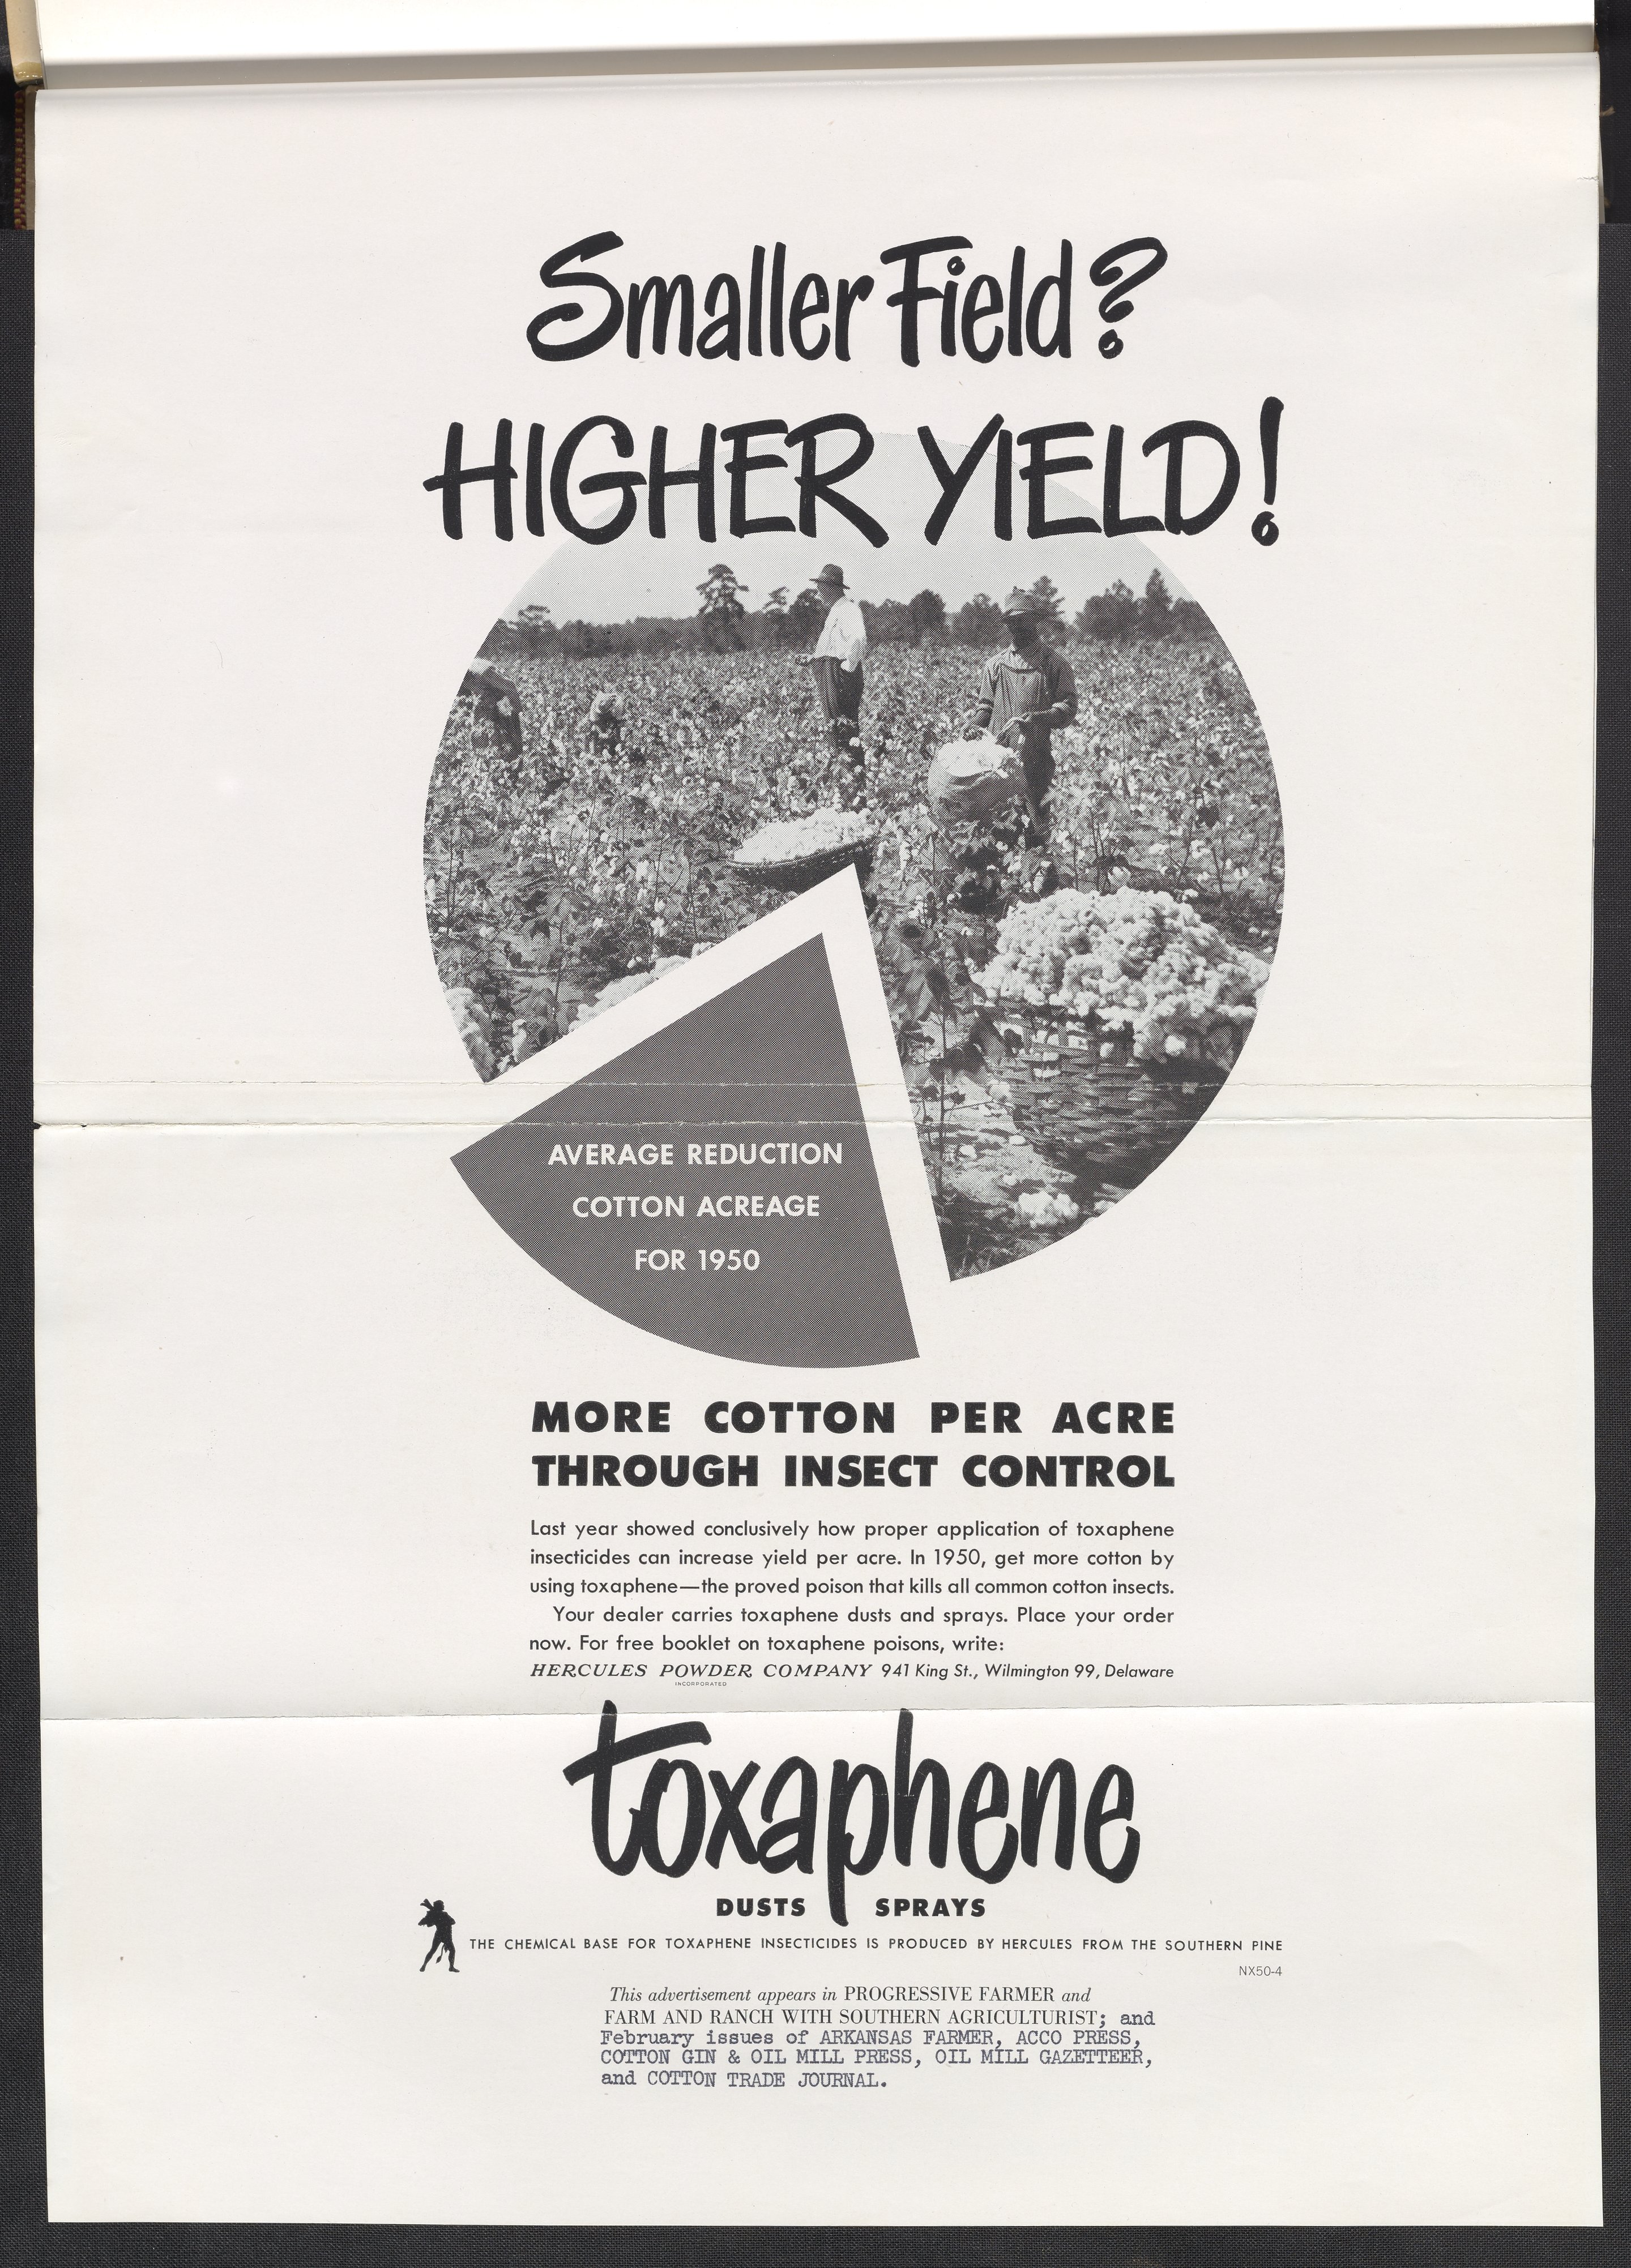 Smaller Field?
HIGHER YIELD!
AVERAGE REDUCTION
COTTON ACREAGE
FOR 1950
MORE COTTON PER ACRE
THROUGH INSECT CONTROL
Last year showed conclusively how proper application of toxaphene
insecticides can increase yield per acre. In 1950, get more cotton by
using toxaphene—the proved poison that kills all common cotton insects.
Your dealer carries toxaphene dusts and sprays. Place your order
now. For free booklet on toxaphene poisons, write:
HERCULES POWDER COMPANY 941 King St., Wilmington 99, Delaware
INCORPORATED
toxaphene
DUSTS SPRAYS
THE CHEMICAL BASE FOR TOXAPHENE INSECTICIDES IS PRODUCED BY HERCULES FROM THE SOUTHERN PINE
NX50-4
This advertisement appears in PROGRESSIVE FARMER and
FARM AND RANCH WITH SOUTHERN AGRICULTURIST; and
February issues of ARKANSAS FARMER, ACCO PRESS,
COTTON GIN & OIL MILL PRESS, OIL MILL GAZETTEER,
and COTTON TRADE JOURNAL.